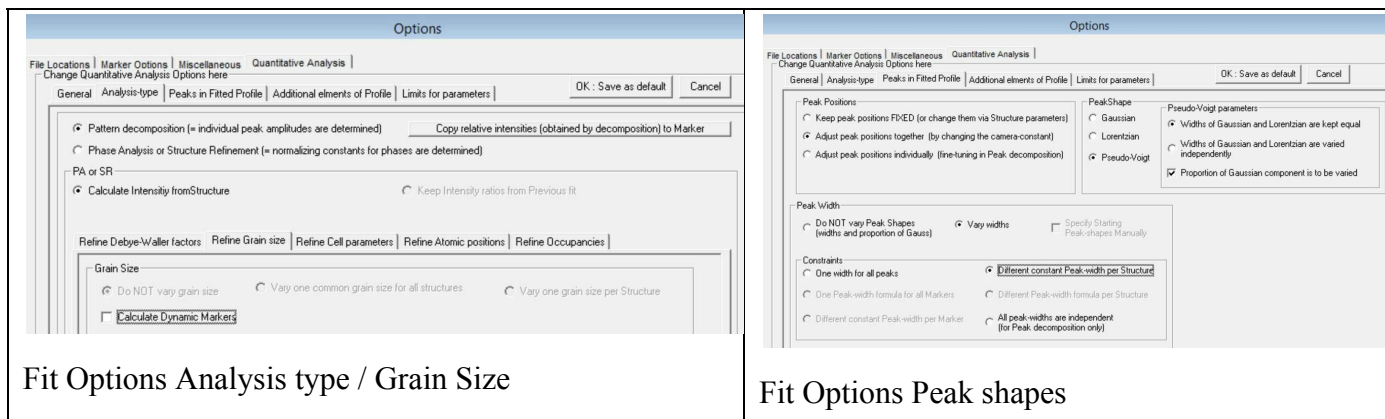 Options
File Locations | Marker Options | Miscellaneous Quantitative Analysis |
Change Quantitative Analysis Options here
General | Analysis-type | Peaks in Fitted Profile | Additional elments of Profile | Limits for parameters |
OK : Save as default Cancel
Pattern decomposition (= individual peak amplitudes are determined)
Copy relative intensities (obtained by decomposition) to Marker
Phase Analysis or Structure Refinement (= normalizing constants for phases are determined)
PA or SR
Calculate Intensitiy fromStructure
Keep Intensity ratios from Previous fit
Refine Debye-Waller factors | Refine Grain size | Refine Cell parameters | Refine Atomic positions | Refine Occupancies |
Grain Size
Do NOT vary grain size
Vary one common grain size for all structures
Vary one grain size per Structure
Calculate Dynamic Markers
Fit Options Analysis type / Grain Size
Options
File Locations | Marker Options | Miscellaneous Quantitative Analysis |
Change Quantitative Analysis Options here
General | Analysis-type | Peaks in Fitted Profile | Additional elments of Profile | Limits for parameters |
OK : Save as default Cancel
Peak Positions
Keep peak positions FIXED (or change them via Structure parameters)
Adjust peak positions together (by changing the camera-constant)
Adjust peak positions individually (fine-tuning in Peak decomposition)
PeakShape
Gaussian
Lorentzian
Pseudo-Voigt
Pseudo-Voigt parameters
Widths of Gaussian and Lorentzian are kept equal
Widths of Gaussian and Lorentzian are varied
independently
Proportion of Gaussian component is to be varied
Peak Width
Do NOT vary Peak Shapes
(widths and proportion of Gauss)
Vary widths
Specify Starting
Peak-shapes Manually
Constraints
One width for all peaks
Different constant Peak-width per Structure
One Peak-width formula for all Markers
Different Peak-width formula per Structure
Different constant Peak-width per Marker
All peak-widths are independent
(for Peak decomposition only)
Fit Options Peak shapes